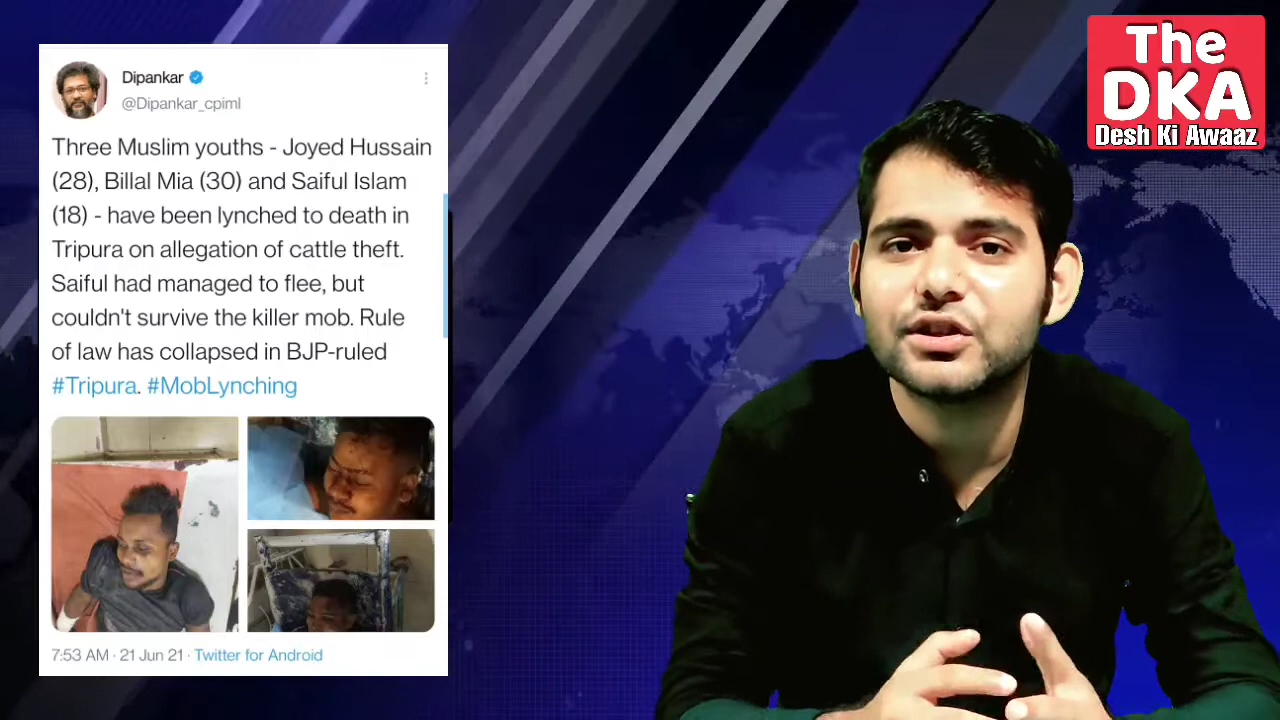 Dipankar
@Dipankar_cpiml
Three Muslim youths - Joyed Hussain
(28), Billal Mia (30) and Saiful Islam
(18) - have been lynched to death in
Tripura on allegation of cattle theft.
Saiful had managed to flee, but
couldn't survive the killer mob. Rule
of law has collapsed in BJP-ruled
#Tripura. #MobLynching
7:53 AM · 21 Jun 21 · Twitter for Android
The
DKA
Desh Ki Awaaz